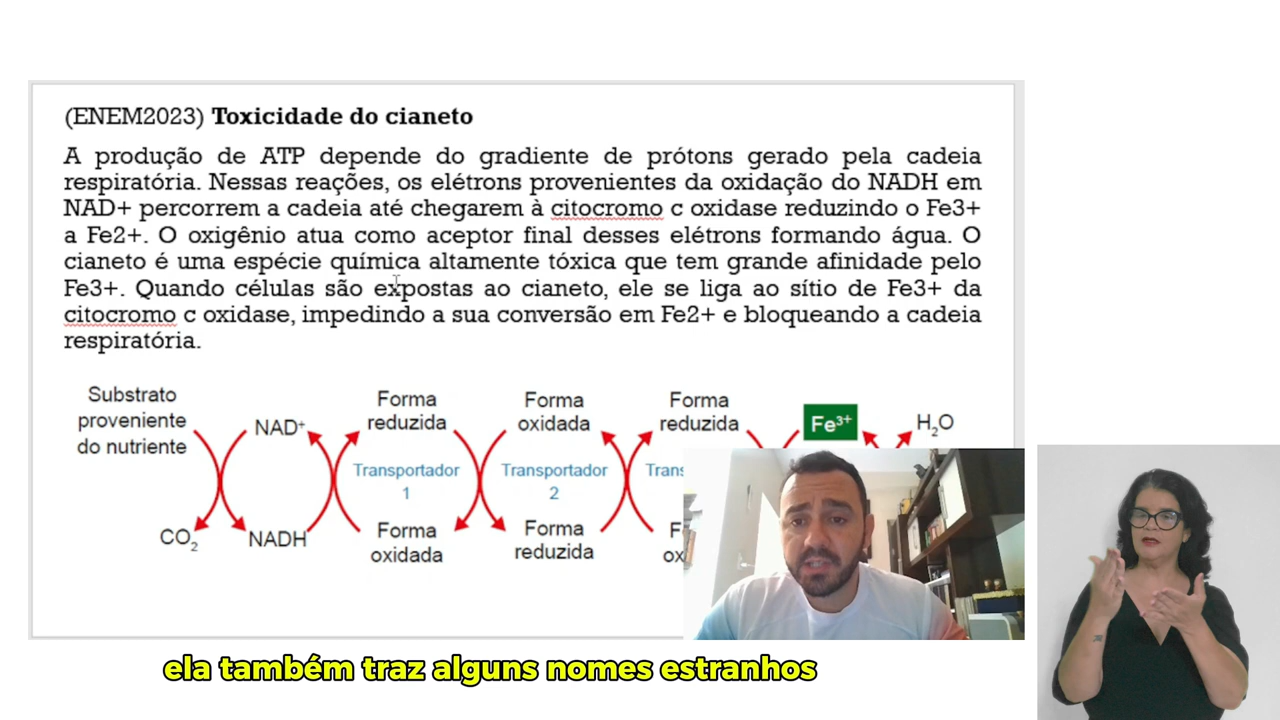 (ENEM2023) Toxicidade do cianeto
A produção de ATP depende do gradiente de prótons gerado pela cadeia
respiratória. Nessas reações, os elétrons provenientes da oxidação do NADH em
NAD+ percorrem a cadeia até chegarem à citocromo c oxidase reduzindo o Fe3+
a Fe2+. O oxigênio atua como aceptor final desses elétrons formando água. O
cianeto é uma espécie química altamente tóxica que tem grande afinidade pelo
Fe3+. Quando células são expostas ao cianeto, ele se liga ao sítio de Fe3+ da
citocromo c oxidase, impedindo a sua conversão em Fe2+ e bloqueando a cadeia
respiratória.
Substrato
proveniente
do nutriente
NAD⁺
Forma
reduzida
Forma
oxidada
Forma
reduzida
Fe³⁺
H₂O
Transportador
1
Transportador
2
CO₂
NADH
Forma
oxidada
Forma
reduzida
ela também traz alguns nomes estranhos